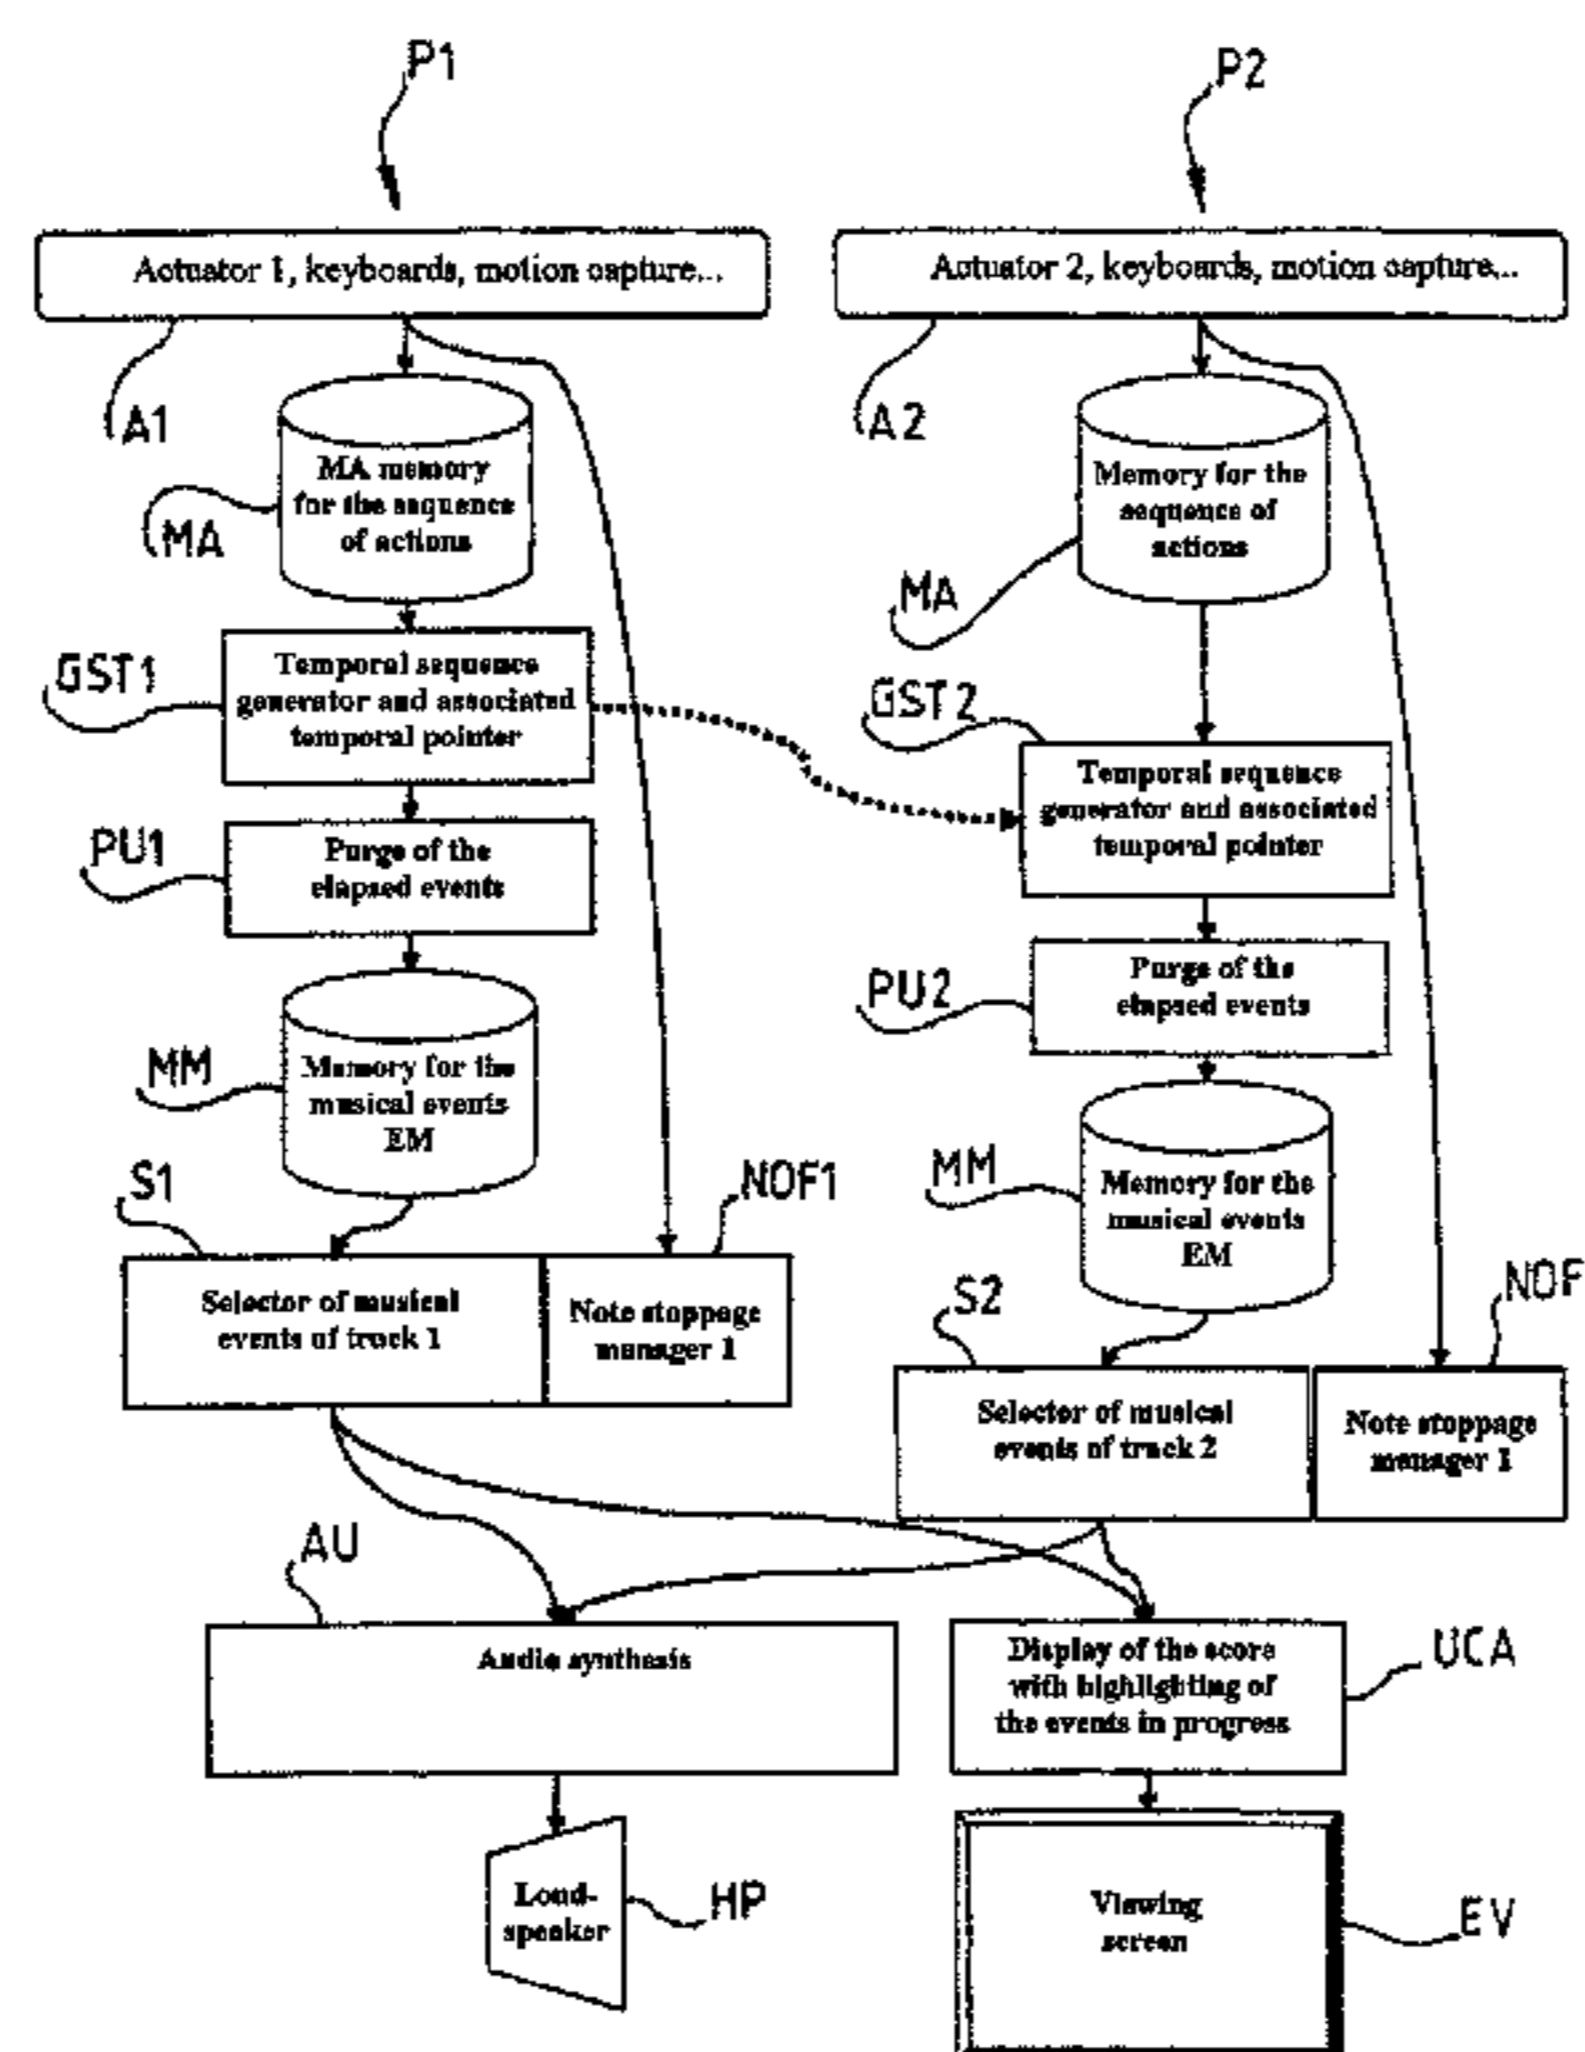 P1
P2
Actuator 1, keyboards, motion capture...
Actuator 2, keyboards, motion capture...
A1
A2
MA memory
for the sequence
of actions
MA
Memory for the
sequence of
actions
MA
GST1
Temporal sequence
generator and associated
temporal pointer
GST2
Temporal sequence
generator and associated
temporal pointer
PU1
Purge of the
elapsed events
PU2
Purge of the
elapsed events
MM
Memory for the
musical events
EM
MM
Memory for the
musical events
EM
S1
NOF1
Selector of musical
events of track 1
Note stoppage
manager 1
S2
NOF
Selector of musical
events of track 2
Note stoppage
manager 1
AU
Audio synthesis
Display of the score
with highlighting of
the events in progress
UCA
Loud-
speaker
HP
Viewing
screen
EV